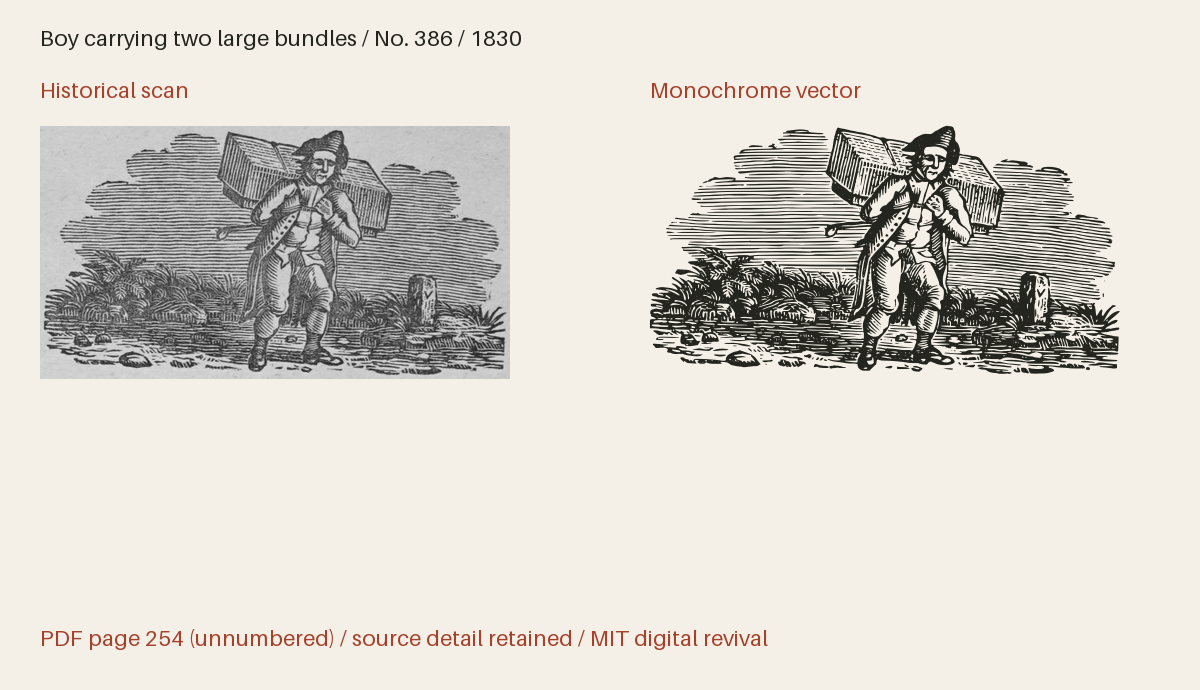 Boy carrying two large bundles / No. 386 / 1830
Historical scan
Monochrome vector
PDF page 254 (unnumbered) / source detail retained / MIT digital revival